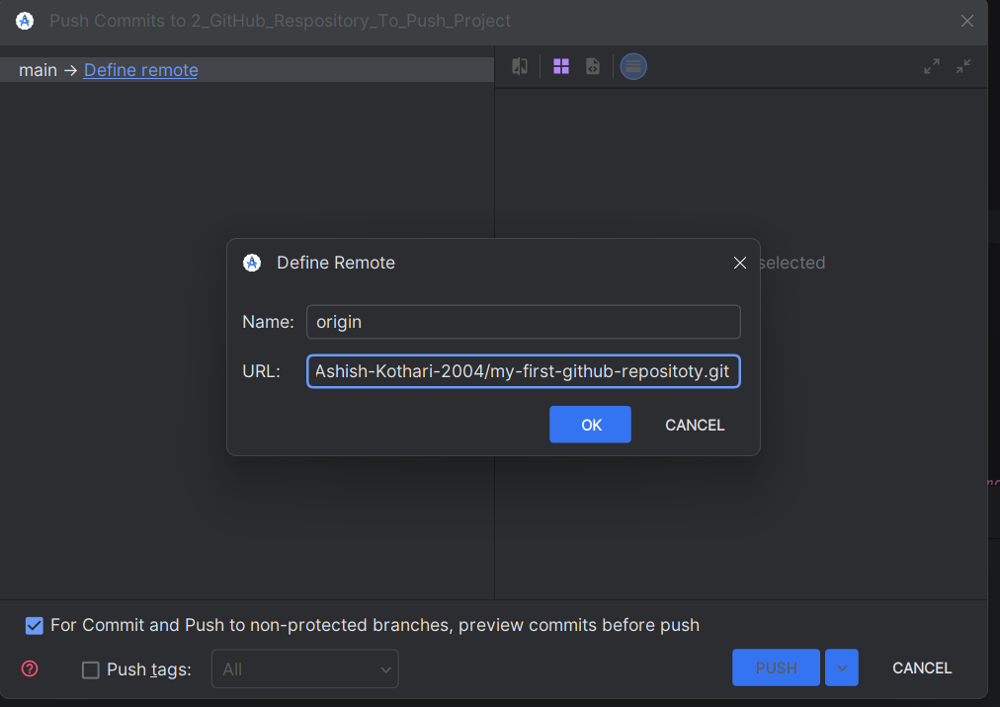 Push Commits to 2_GitHub_Respository_To_Push_Project
main → Define remote
selected
Define Remote
Name: origin
URL: Ashish-Kothari-2004/my-first-github-repositoty.git
OK CANCEL
For Commit and Push to non-protected branches, preview commits before push
Push tags: All PUSH CANCEL